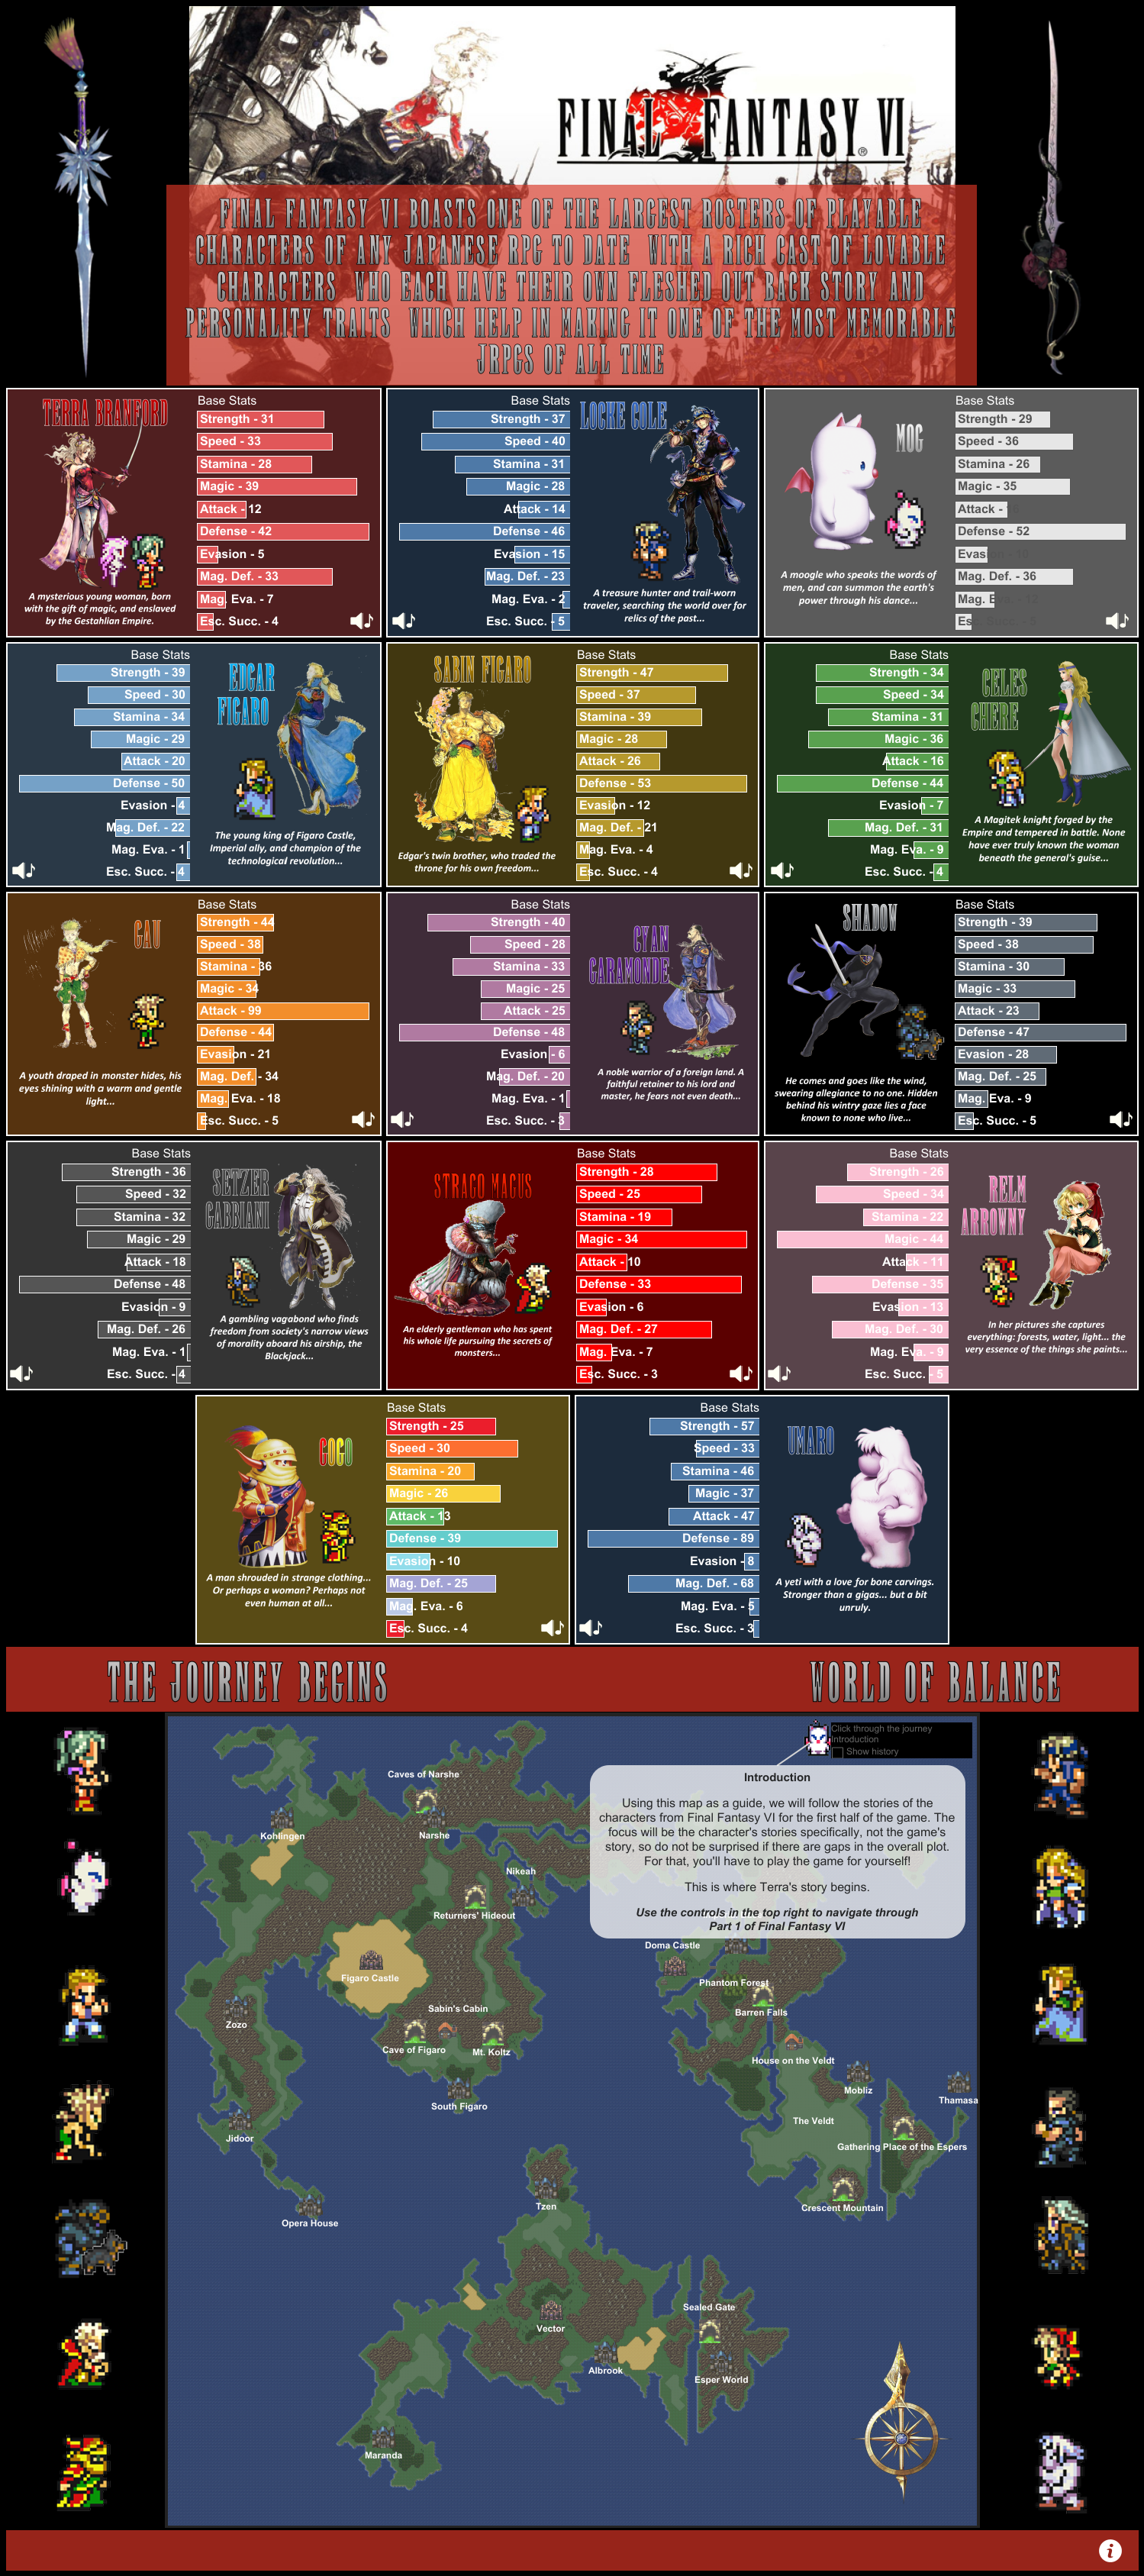 FINAL FANTASY VI
FINAL FANTASY VI BOASTS ONE OF THE LARGEST ROSTERS OF PLAYABLE
CHARACTERS OF ANY JAPANESE RPG TO DATE WITH A RICH CAST OF LOVABLE
CHARACTERS WHO EACH HAVE THEIR OWN FLESHED OUT BACK STORY AND
PERSONALITY TRAITS WHICH HELP IN MAKING IT ONE OF THE MOST MEMORABLE
JRPGS OF ALL TIME
TERRA BRANFORD
Base Stats
Strength - 31
Speed - 33
Stamina - 28
Magic - 39
Attack - 12
Defense - 42
Evasion - 5
Mag. Def. - 33
Mag. Eva. - 7
Esc. Succ. - 4
A mysterious young woman, born
with the gift of magic, and enslaved
by the Gestahlian Empire.
Base Stats
Strength - 37
Speed - 40
Stamina - 31
Magic - 28
Attack - 14
Defense - 46
Evasion - 15
Mag. Def. - 23
Mag. Eva. - 2
Esc. Succ. - 5
LOCKE COLE
A treasure hunter and trail-worn
traveler, searching the world over for
relics of the past...
MOG
A moogle who speaks the words of
men, and can summon the earth's
power through his dance...
Base Stats
Strength - 29
Speed - 36
Stamina - 26
Magic - 35
Attack -
Defense - 52
Evasion - 10
Mag. Def. - 36
Mag. Eva. - 12
Esc. Succ. -
Base Stats
Strength - 39
Speed - 30
Stamina - 34
Magic - 29
Attack - 20
Defense - 50
Evasion - 4
Mag. Def. - 22
Mag. Eva. - 1
Esc. Succ. - 4
EDGAR
FIGARO
The young king of Figaro Castle,
Imperial ally, and champion of the
technological revolution...
SABIN FIGARO
Edgar's twin brother, who traded the
throne for his own freedom...
Base Stats
Strength - 47
Speed - 37
Stamina - 39
Magic - 28
Attack - 26
Defense - 53
Evasion - 12
Mag. Def. - 21
Mag. Eva. - 4
Esc. Succ. - 4
Base Stats
Strength - 34
Speed - 34
Stamina - 31
Magic - 36
Attack - 16
Defense - 44
Evasion - 7
Mag. Def. - 31
Mag. Eva. - 9
Esc. Succ. - 4
CELES
CHERE
A Magitek knight forged by the
Empire and tempered in battle. None
have ever truly known the woman
beneath the general's guise...
GAU
A youth draped in monster hides, his
eyes shining with a warm and gentle
light...
Base Stats
Strength - 44
Speed - 38
Stamina - 36
Magic - 34
Attack - 99
Defense - 44
Evasion - 21
Mag. Def. - 34
Mag. Eva. - 18
Esc. Succ. - 5
Base Stats
Strength - 40
Speed - 28
Stamina - 33
Magic - 25
Attack - 25
Defense - 48
Evasion - 6
Mag. Def. - 20
Mag. Eva. - 1
Esc. Succ. - 3
CYAN
GARAMONDE
A noble warrior of a foreign land. A
faithful retainer to his lord and
master, he fears not even death...
SHADOW
He comes and goes like the wind,
swearing allegiance to no one. Hidden
behind his wintry gaze lies a face
known to none who live...
Base Stats
Strength - 39
Speed - 38
Stamina - 30
Magic - 33
Attack - 23
Defense - 47
Evasion - 28
Mag. Def. - 25
Mag. Eva. - 9
Esc. Succ. - 5
Base Stats
Strength - 36
Speed - 32
Stamina - 32
Magic - 29
Attack - 18
Defense - 48
Evasion - 9
Mag. Def. - 26
Mag. Eva. - 1
Esc. Succ. - 4
SETZER
GABBIANI
A gambling vagabond who finds
freedom from society's narrow views
of morality aboard his airship, the
Blackjack...
STRAGO MAGUS
An elderly gentleman who has spent
his whole life pursuing the secrets of
monsters...
Base Stats
Strength - 28
Speed - 25
Stamina - 19
Magic - 34
Attack - 10
Defense - 33
Evasion - 6
Mag. Def. - 27
Mag. Eva. - 7
Esc. Succ. - 3
Base Stats
Strength - 26
Speed - 34
Stamina - 22
Magic - 44
Attack - 11
Defense - 35
Evasion - 13
Mag. Def. - 30
Mag. Eva. - 9
Esc. Succ. - 5
RELM
ARROWNY
In her pictures she captures
everything: forests, water, light... the
very essence of the things she paints...
GOGO
A man shrouded in strange clothing...
Or perhaps a woman? Perhaps not
even human at all...
Base Stats
Strength - 25
Speed - 30
Stamina - 20
Magic - 26
Attack - 13
Defense - 39
Evasion - 10
Mag. Def. - 25
Mag. Eva. - 6
Esc. Succ. - 4
Base Stats
Strength - 57
Speed - 33
Stamina - 46
Magic - 37
Attack - 47
Defense - 89
Evasion - 8
Mag. Def. - 68
Mag. Eva. - 5
Esc. Succ. - 3
UMARO
A yeti with a love for bone carvings.
Stronger than a gigas... but a bit
unruly.
THE JOURNEY BEGINS
WORLD OF BALANCE
Click through the journey
Introduction
Show history
Introduction
Using this map as a guide, we will follow the stories of the
characters from Final Fantasy VI for the first half of the game. The
focus will be the character's stories specifically, not the game's
story, so do not be surprised if there are gaps in the overall plot.
For that, you'll have to play the game for yourself!
This is where Terra's story begins.
Use the controls in the top right to navigate through
Part 1 of Final Fantasy VI
Caves of Narshe
Kohlingen
Narshe
Nikeah
Returners' Hideout
Doma Castle
Figaro Castle
Phantom Forest
Sabin's Cabin
Barren Falls
Zozo
Cave of Figaro
Mt. Koltz
House on the Veldt
Mobliz
Thamasa
South Figaro
The Veldt
Jidoor
Gathering Place of the Espers
Tzen
Crescent Mountain
Opera House
Sealed Gate
Vector
Albrook
Esper World
Maranda